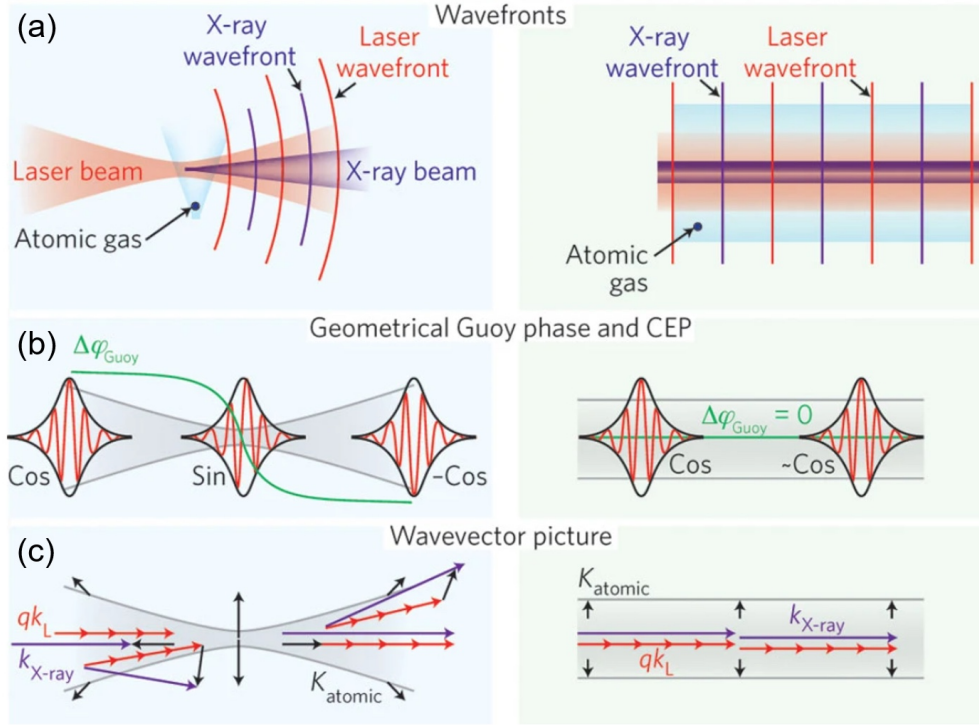 (a)
Wavefronts
X-ray
wavefront
Laser
wavefront
Laser beam
X-ray beam
Atomic gas
X-ray
wavefront
Laser
wavefront
Atomic
gas
(b)
Geometrical Guoy phase and CEP
Δφ_Guoy
Cos
Sin
–Cos
Δφ_Guoy = 0
Cos
~Cos
(c)
Wavevector picture
qk_L
k_X-ray
K_atomic
K_atomic
k_X-ray
qk_L